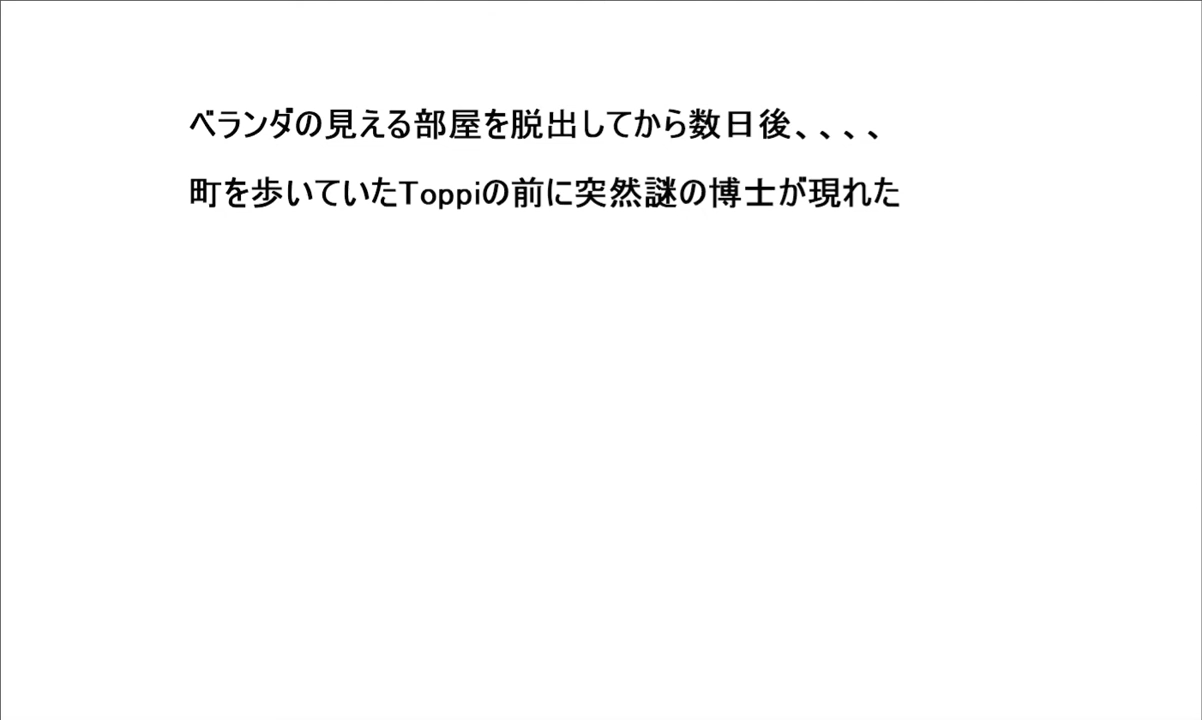 ベランダの見える部屋を脱出してから数日後、、、、
町を歩いていたToppiの前に突然謎の博士が現れた